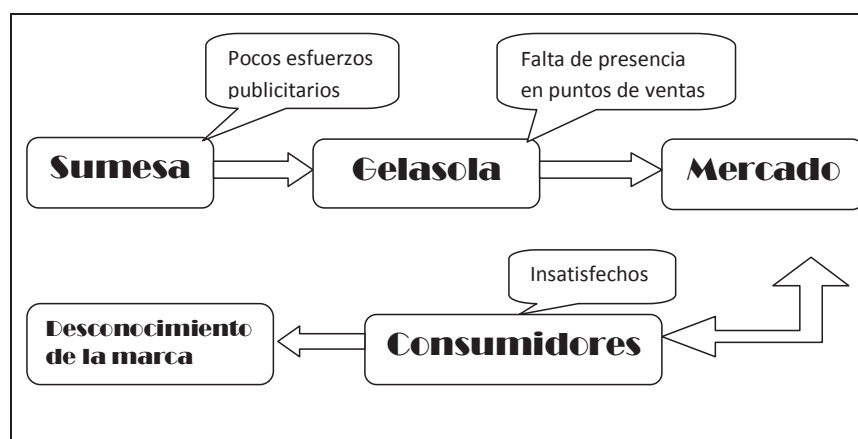 Pocos esfuerzos
publicitarios
Falta de presencia
en puntos de ventas
Sumesa
Gelasola
Mercado
Insatisfechos
Desconocimiento
de la marca
Consumidores